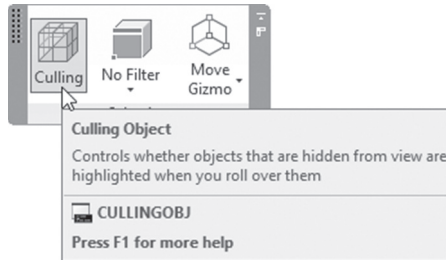 Culling
No Filter
Move
Gizmo
Culling Object
Controls whether objects that are hidden from view are
highlighted when you roll over them
CULLINGOBJ
Press F1 for more help